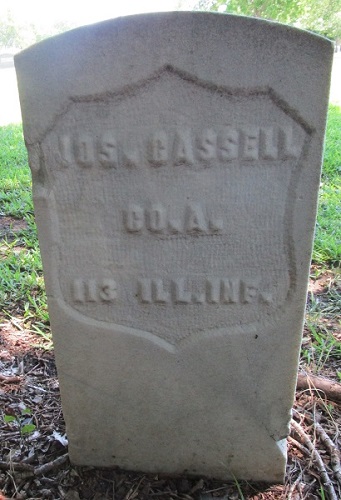 JOS. CASSELL
CO. A.
113 ILL. INF.